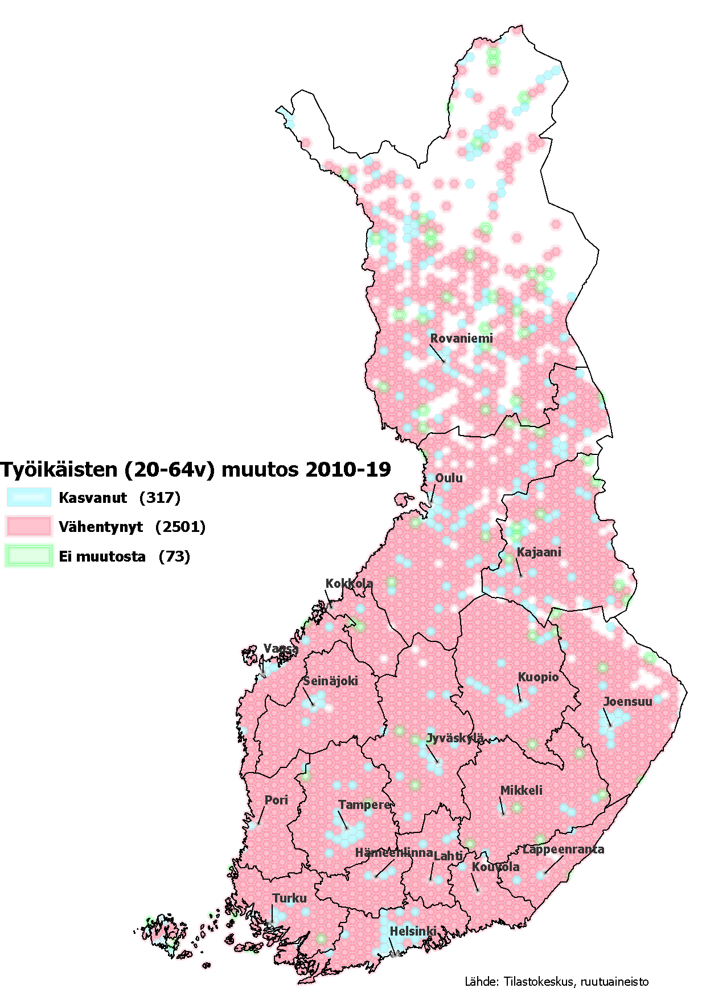 Rovaniemi
Työikäisten (20-64v) muutos 2010-19
Kasvanut (317)
Vähentynyt (2501)
Ei muutosta (73)
Oulu
Kajaani
Kokkola
Vaasa
Seinäjoki
Kuopio
Joensuu
Jyväskylä
Mikkeli
Pori
Tampere
Hämeenlinna
Lahti
Lappeenranta
Kouvola
Turku
Helsinki
Lähde: Tilastokeskus, ruutuaineisto